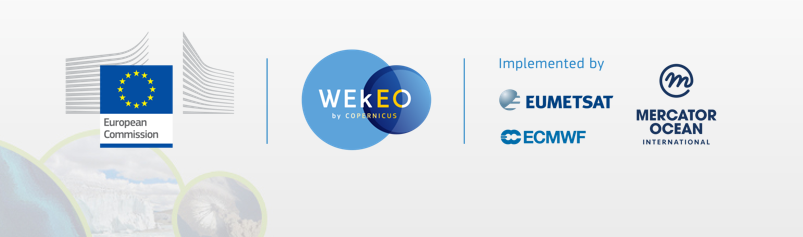 European
Commission
WEkEO
by COPERNICUS
Implemented by
EUMETSAT
ECMWF
m
MERCATOR
OCEAN
INTERNATIONAL